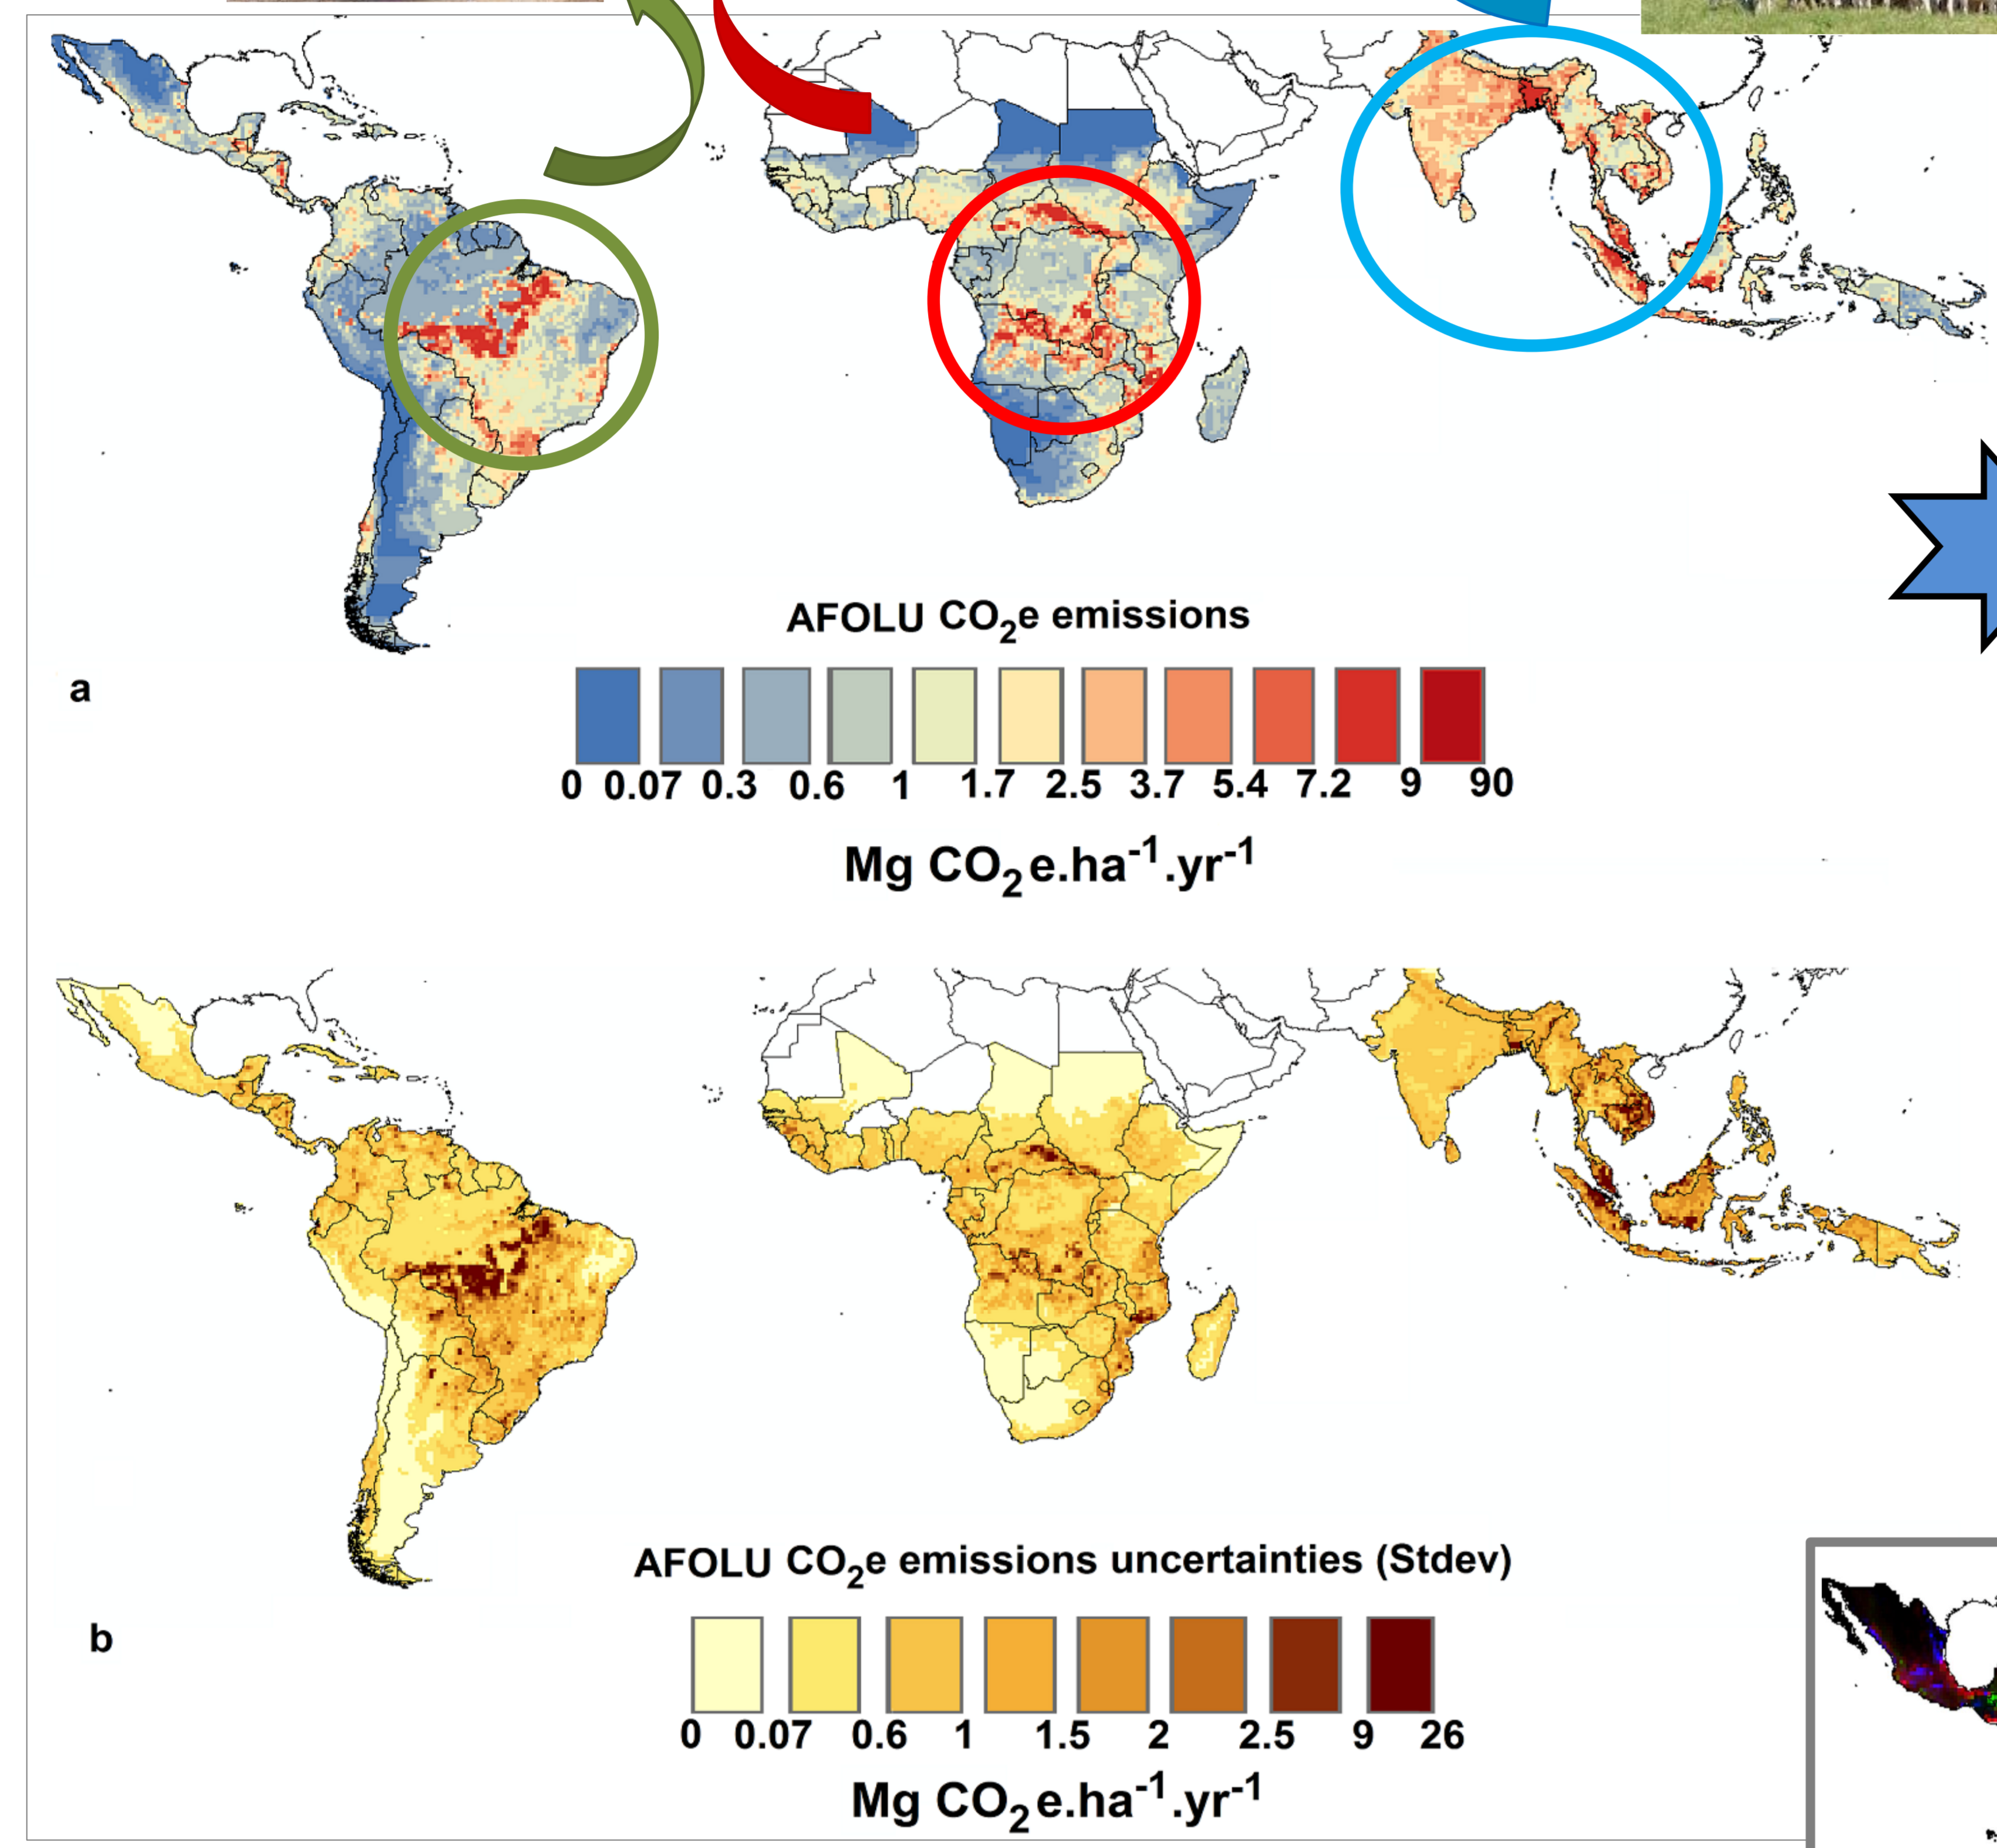 AFOLU CO₂e emissions
a
0 0.07 0.3 0.6 1 1.7 2.5 3.7 5.4 7.2 9 90
Mg CO₂e.ha⁻¹.yr⁻¹
AFOLU CO₂e emissions uncertainties (Stdev)
b
0 0.07 0.6 1 1.5 2 2.5 9 26
Mg CO₂e.ha⁻¹.yr⁻¹